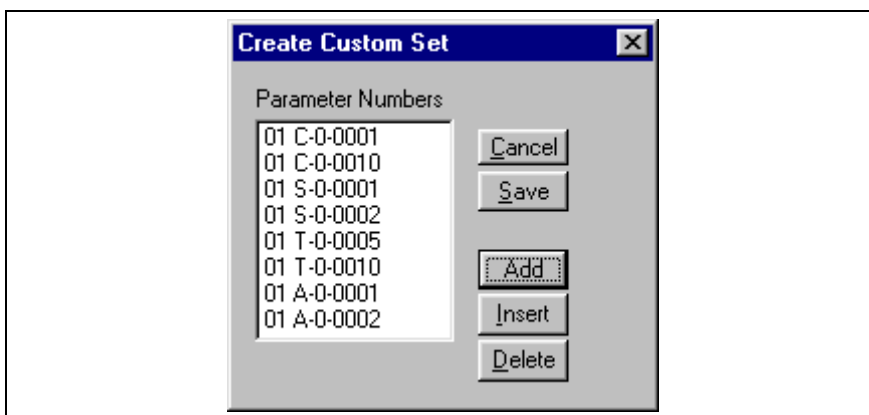 Create Custom Set
Parameter Numbers
01 C-0-0001
01 C-0-0010
01 S-0-0001
01 S-0-0002
01 T-0-0005
01 T-0-0010
01 A-0-0001
01 A-0-0002
Cancel
Save
Add
Insert
Delete